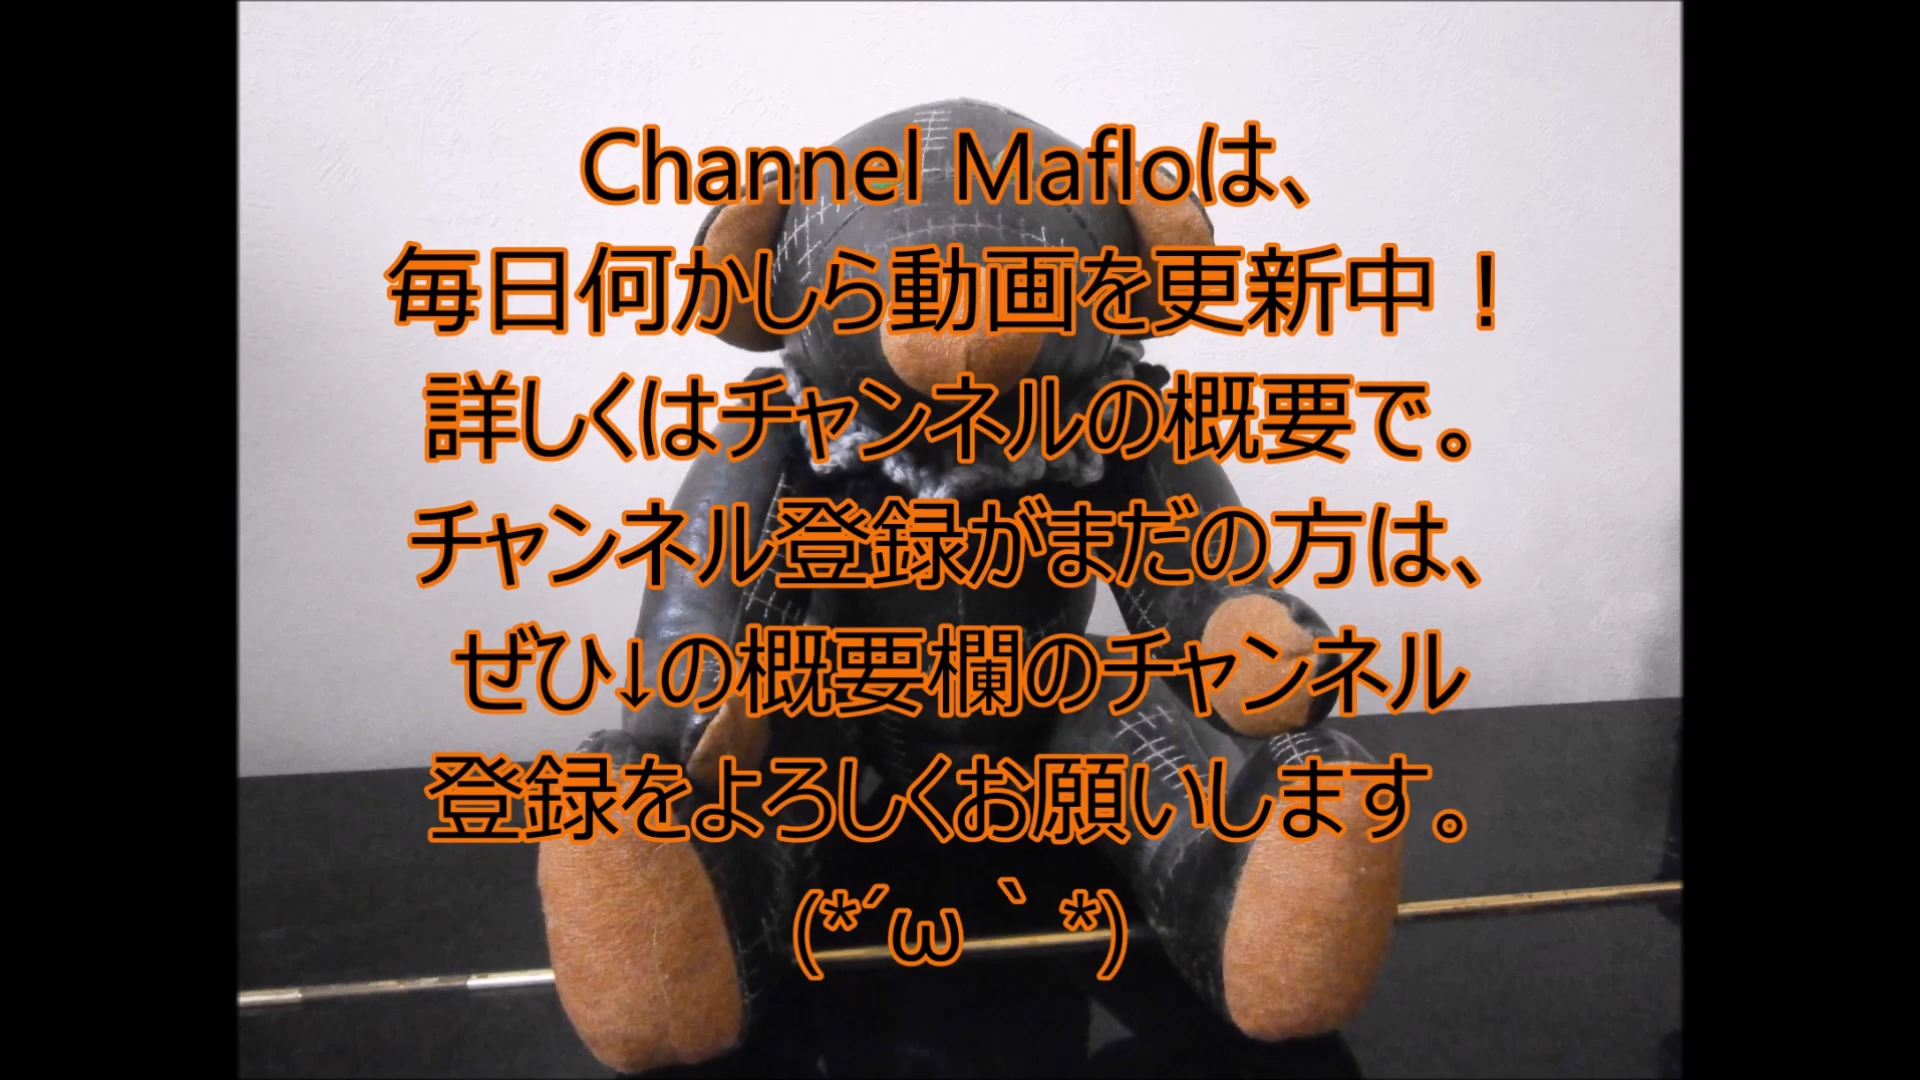 Channel Mafloは、
毎日何かしら動画を更新中！
詳しくはチャンネルの概要で。
チャンネル登録がまだの方は、
ぜひ↓の概要欄のチャンネル
登録をよろしくお願いします。
(*´ω｀*)